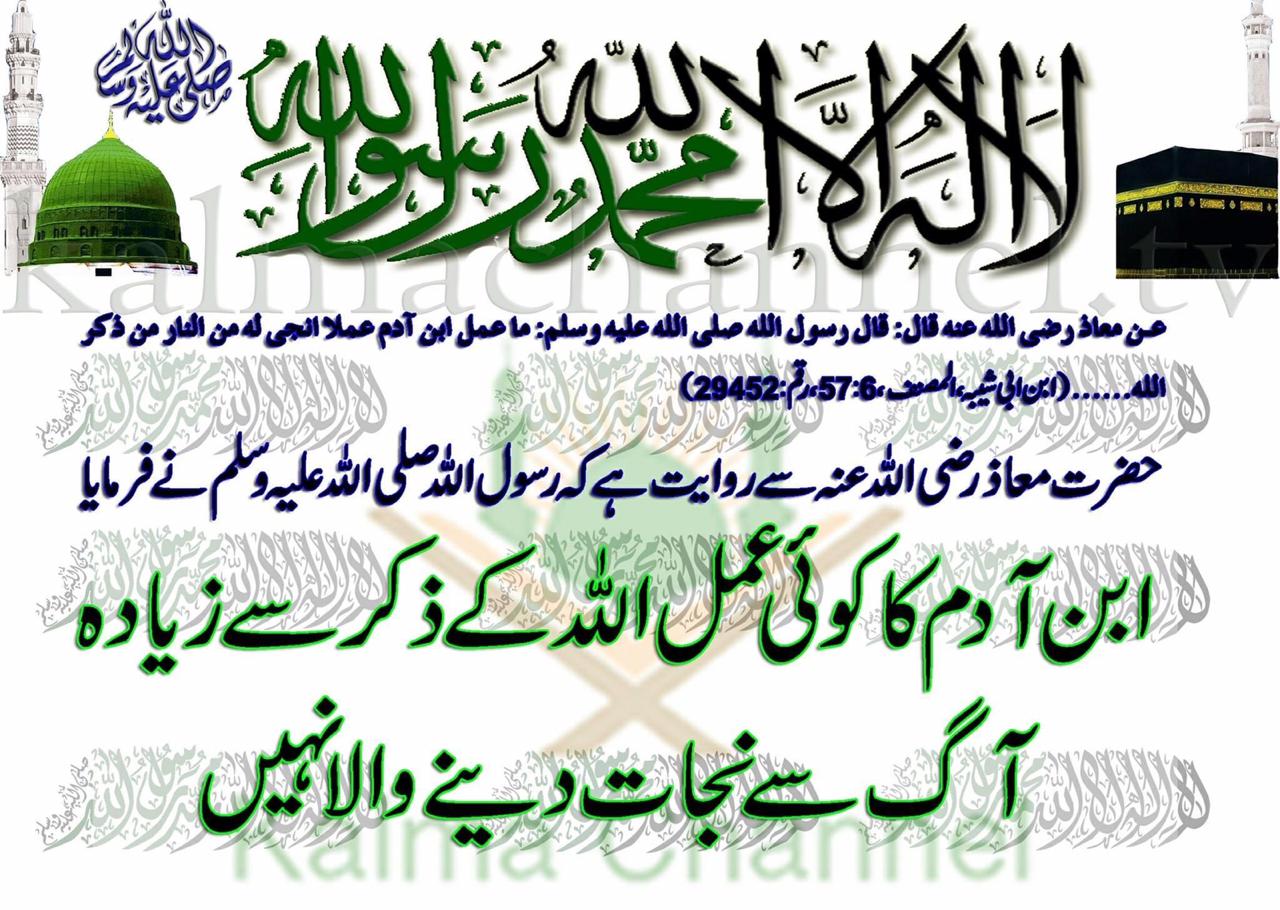 صلى الله عليه وسلم
لا اله الا الله محمد رسول الله
kalmachannel.tv
عن معاذ رضی الله عنه قال: قال رسول الله صلی الله علیه وسلم: ما عمل ابن آدم عملا انجی له من النار من ذکر
الله......(ابن ابی شیبہ، المصنف، 57:6، رقم: 29452)
حضرت معاذ رضی اللہ عنہ سے روایت ہے کہ رسول اللہ صلی اللہ علیہ وسلم نے فرمایا
ابن آدم کا کوئی عمل اللہ کے ذکر سے زیادہ
آگ سے نجات دینے والا نہیں
Kalma Channel